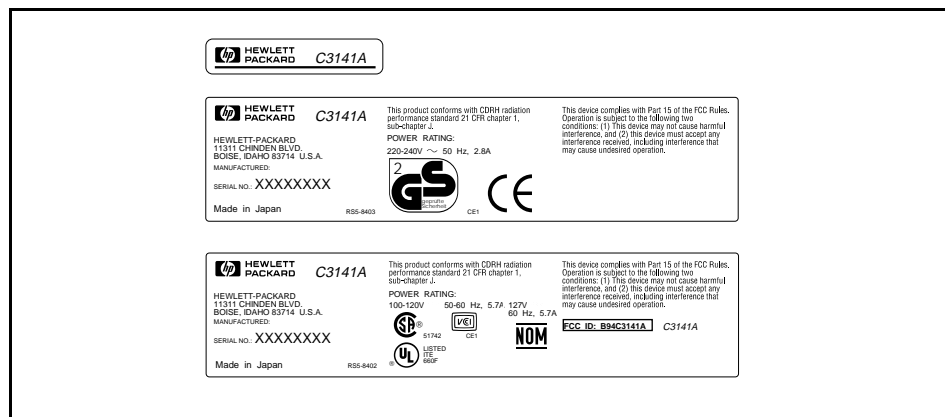 hp HEWLETT PACKARD C3141A
hp HEWLETT PACKARD C3141A
HEWLETT-PACKARD
11311 CHINDEN BLVD.
BOISE, IDAHO 83714 U.S.A.
MANUFACTURED:
SERIAL NO.: XXXXXXXX
Made in Japan
RS5-8403
This product conforms with CDRH radiation
performance standard 21 CFR chapter 1,
sub-chapter J.
POWER RATING:
220-240V ～ 50 Hz, 2.8A
2
GS
geprüfte
Sicherheit
CE1
CE
This device complies with Part 15 of the FCC Rules.
Operation is subject to the following two
conditions: (1) This device may not cause harmful
interference, and (2) this device must accept any
interference received, including interference that
may cause undesired operation.
hp HEWLETT PACKARD C3141A
HEWLETT-PACKARD
11311 CHINDEN BLVD.
BOISE, IDAHO 83714 U.S.A.
MANUFACTURED:
SERIAL NO.: XXXXXXXX
Made in Japan
RS5-8402
This product conforms with CDRH radiation
performance standard 21 CFR chapter 1,
sub-chapter J.
POWER RATING:
100-120V 50-60 Hz, 5.7A 127V
60 Hz, 5.7A
SA ®
51742
VCI
CE1
NOM
UL ®
LISTED
ITE
660F
This device complies with Part 15 of the FCC Rules.
Operation is subject to the following two
conditions: (1) This device may not cause harmful
interference, and (2) this device must accept any
interference received, including interference that
may cause undesired operation.
FCC ID: B94C3141A C3141A